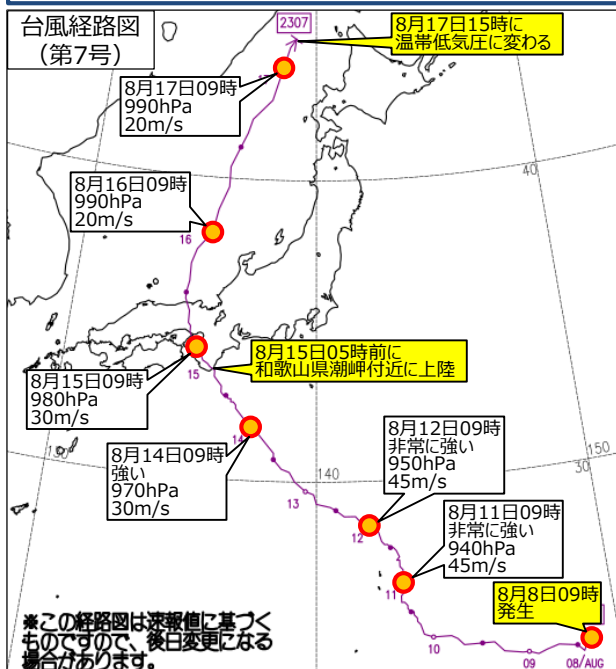 台風経路図
(第7号)
2307
8月17日15時に
温帯低気圧に変わる
8月17日09時
990hPa
20m/s
40
8月16日09時
990hPa
20m/s
16
8月15日05時前に
和歌山県潮岬付近に上陸
15
8月15日09時
980hPa
30m/s
14
8月14日09時
強い
970hPa
30m/s
130
140
150
30
13
8月12日09時
非常に強い
950hPa
45m/s
12
8月11日09時
非常に強い
940hPa
45m/s
11
8月8日09時
発生
10
09
08/AUG
※この経路図は速報値に基づく
ものですので、後日変更になる
場合があります。